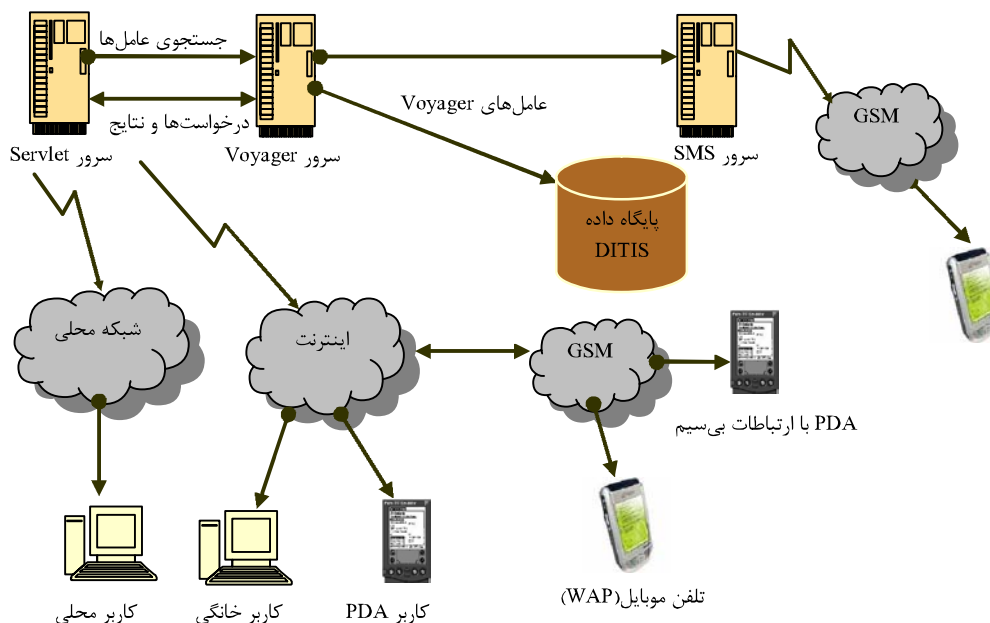 جستجوی عامل‌ها
درخواست‌ها و نتایج
سرور Servlet
سرور Voyager
عامل‌های Voyager
سرور SMS
GSM
پایگاه داده
DITIS
شبکه محلی
اینترنت
GSM
PDA با ارتباطات بی‌سیم
کاربر محلی
کاربر خانگی
کاربر PDA
تلفن موبایل(WAP)